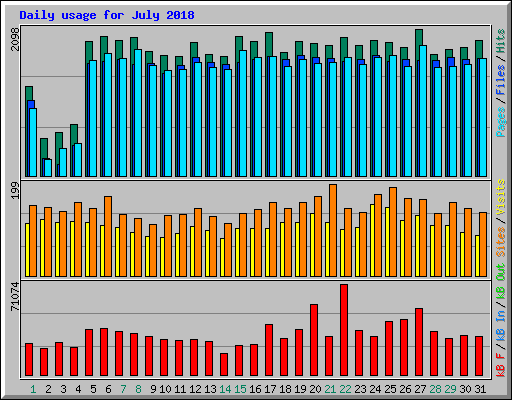 Daily usage for July 2018
2098
Pages / Files / Hits
199
Sites / Visits
71074
kB F / kB In / kB Out
1 2 3 4 5 6 7 8 9 10 11 12 13 14 15 16 17 18 19 20 21 22 23 24 25 26 27 28 29 30 31